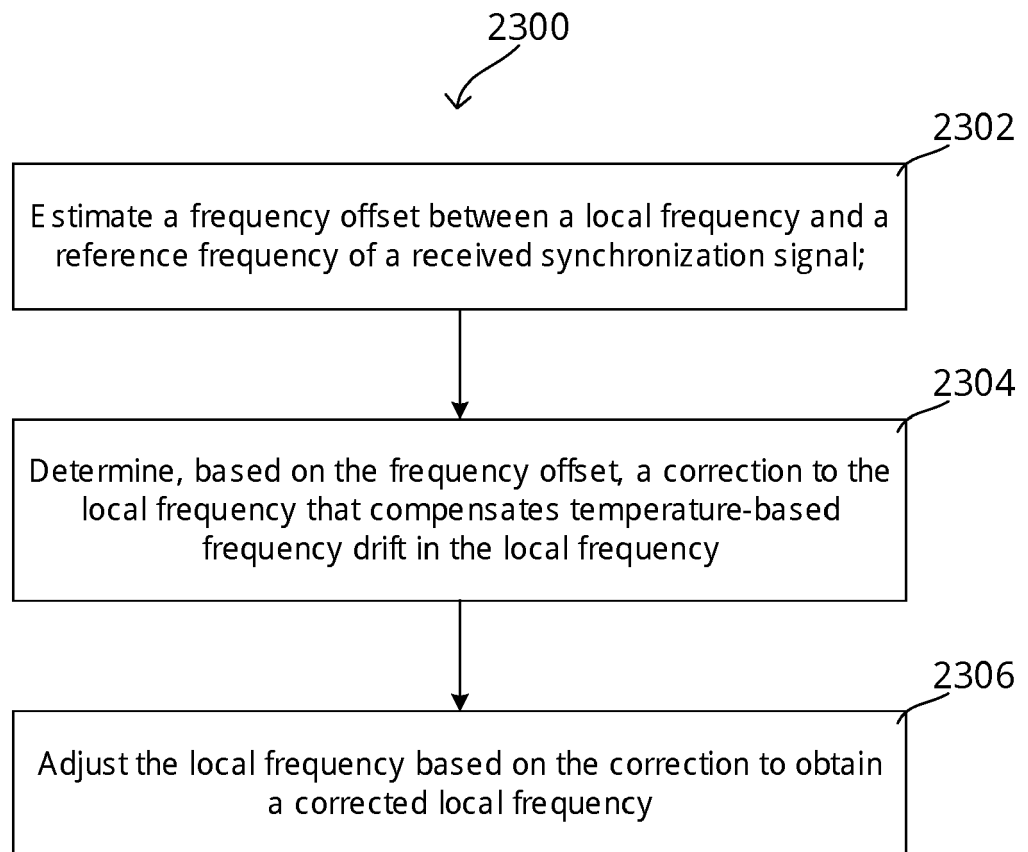 2300
2302
Estimate a frequency offset between a local frequency and a
reference frequency of a received synchronization signal;
2304
Determine, based on the frequency offset, a correction to the
local frequency that compensates temperature-based
frequency drift in the local frequency
2306
Adjust the local frequency based on the correction to obtain
a corrected local frequency